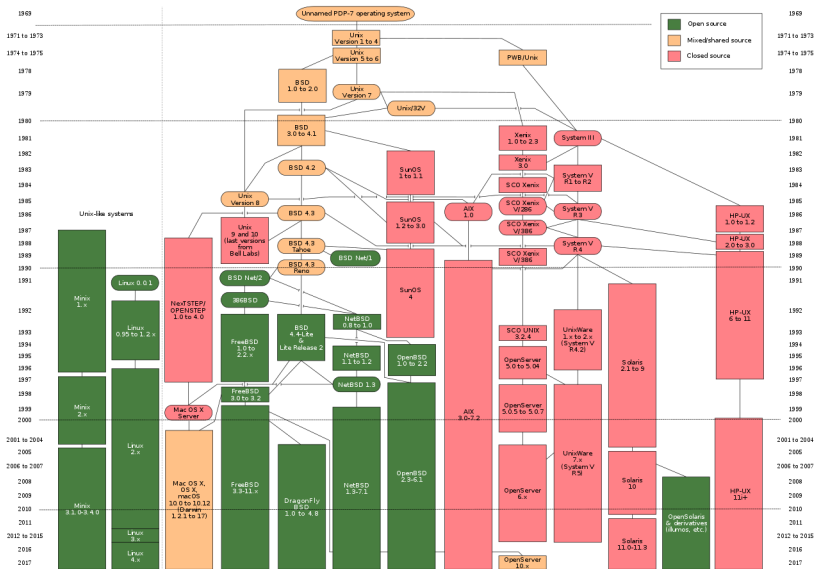 1969
Unnamed PDP-7 operating system
1969
Open source
Mixed/shared source
Closed source
1971 to 1973
Unix
Version 1 to 4
1971 to 1973
1974 to 1975
Unix
Version 5 to 6
PWB/Unix
1974 to 1975
1978
BSD
1.0 to 2.0
1978
1979
Unix
Version 7
Unix/32V
1979
1980
BSD
3.0 to 4.1
1980
1981
Xenix
1.0 to 2.3
System III
1981
1982
Xenix
3.0
1982
1983
BSD 4.2
SunOS
1 to 1.1
System V
R1 to R2
1983
1984
SCO Xenix
1984
1985
Unix
Version 8
SCO Xenix
V/286
1985
1986
Unix-like systems
BSD 4.3
SunOS
1.2 to 3.0
AIX
1.0
System V
R3
HP-UX
1.0 to 1.2
1986
1987
Unix
9 and 10
(last versions
from
Bell Labs)
SCO Xenix
V/386
1987
1988
BSD 4.3
Tahoe
System V
R4
HP-UX
2.0 to 3.0
1988
1989
BSD Net/1
SCO Xenix
V/386
1989
1990
BSD 4.3
Reno
1990
1991
Linux 0.0.1
BSD Net/2
SunOS
4
1991
Minix
1.x
NexTSTEP/
OPENSTEP
1.0 to 4.0
386BSD
HP-UX
6 to 11
1992
NetBSD
0.8 to 1.0
1992
1993
Linux
0.95 to 1.2.x
FreeBSD
1.0 to
2.2.x
BSD
4.4-Lite
&
Lite Release 2
SCO UNIX
3.2.4
UnixWare
1.x to 2.x
(System V
R4.2)
1993
1994
1994
1995
NetBSD
1.1 to 1.2
OpenBSD
1.0 to 2.2
OpenServer
5.0 to 5.04
Solaris
2.1 to 9
1995
1996
1996
1997
NetBSD 1.3
1997
1998
Minix
2.x
FreeBSD
3.0 to 3.2
1998
1999
Mac OS X
Server
AIX
3.0-7.2
OpenServer
5.0.5 to 5.0.7
1999
2000
2000
2001 to 2004
Linux
2.x
2001 to 2004
2005
2005
2006 to 2007
UnixWare
7.x
(System V
R5)
2006 to 2007
2008
Minix
3.1.0-3.4.0
Mac OS X,
OS X,
macOS
10.0 to 10.12
(Darwin
1.2.1 to 17)
FreeBSD
3.3-11.x
NetBSD
1.3-7.1
OpenBSD
2.3-6.1
Solaris
10
2008
2009
DragonFly
BSD
1.0 to 4.8
OpenServer
6.x
HP-UX
11i+
2009
2010
2010
2011
OpenSolaris
& derivatives
(illumos, etc.)
2011
2012 to 2015
Linux
3.x
2012 to 2015
2016
Linux
4.x
Solaris
11.0-11.3
2016
2017
OpenServer
10.x
2017